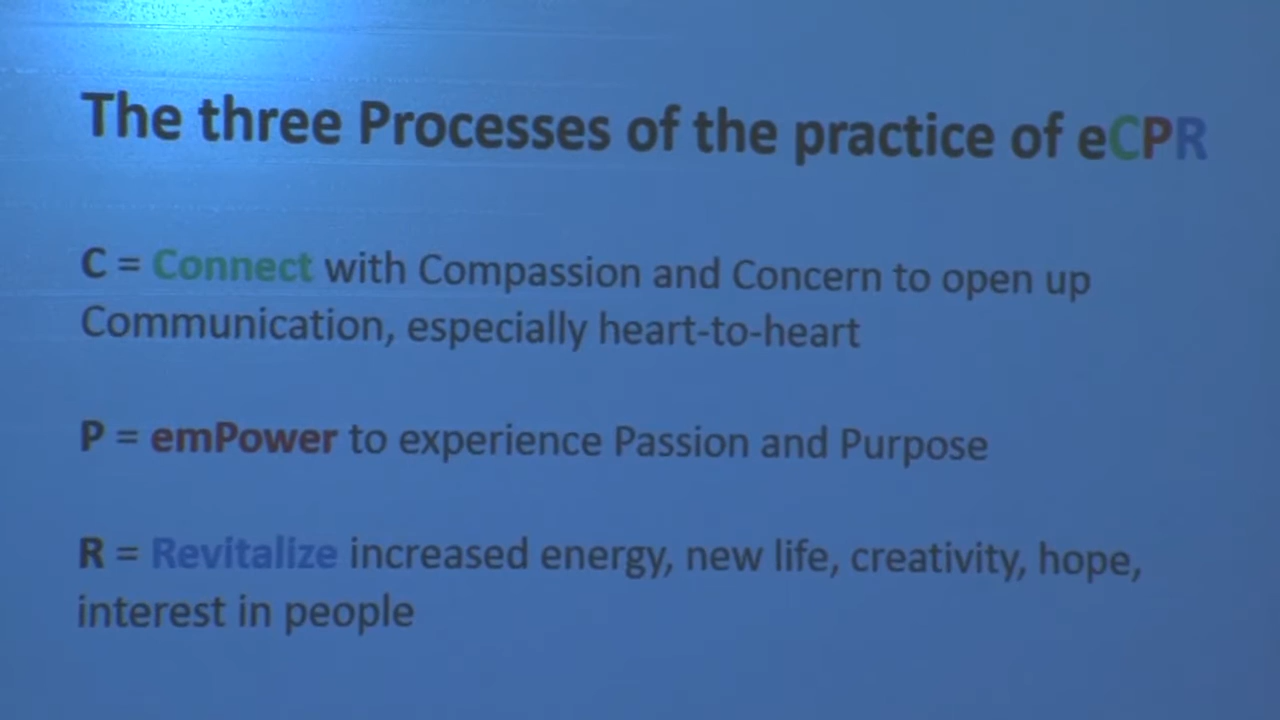 The three Processes of the practice of eCPR
C = Connect with Compassion and Concern to open up
Communication, especially heart-to-heart
P = emPower to experience Passion and Purpose
R = Revitalize increased energy, new life, creativity, hope,
interest in people